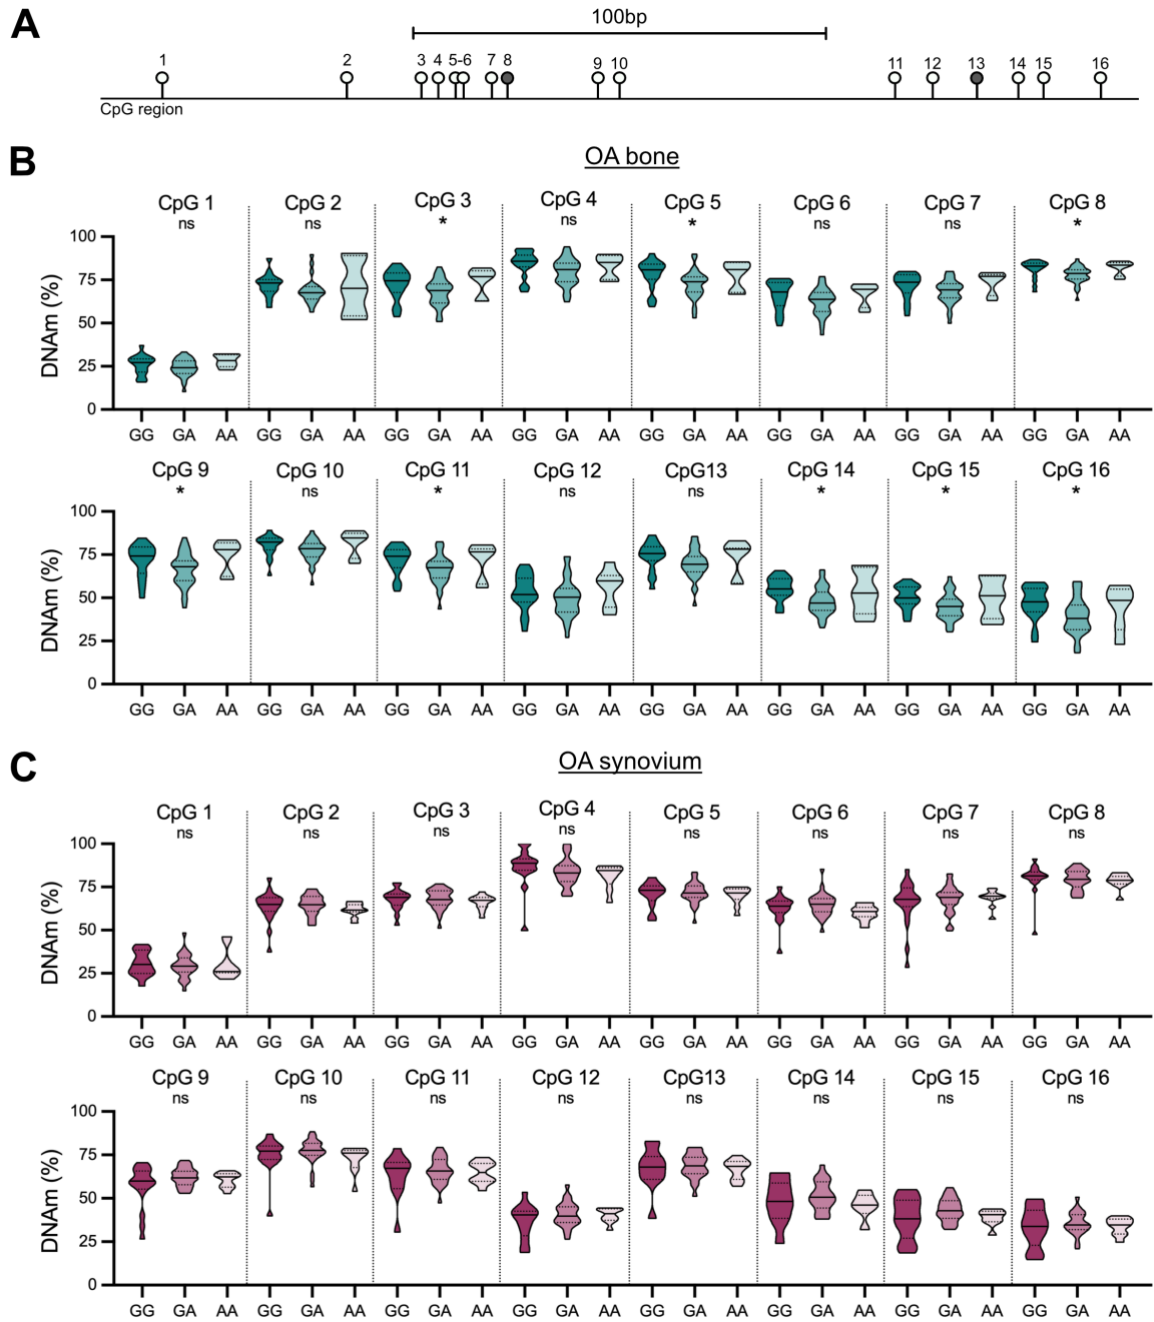 A
100bp
1 2 3 4 5-6 7 8 9 10 11 12 13 14 15 16
CpG region
B
OA bone
CpG 1 CpG 2 CpG 3 CpG 4 CpG 5 CpG 6 CpG 7 CpG 8
ns ns * ns * ns ns *
100
75
50
25
0
DNAm (%)
GG GA AA GG GA AA GG GA AA GG GA AA GG GA AA GG GA AA GG GA AA GG GA AA
CpG 9 CpG 10 CpG 11 CpG 12 CpG13 CpG 14 CpG 15 CpG 16
* ns * ns ns * * *
100
75
50
25
0
DNAm (%)
GG GA AA GG GA AA GG GA AA GG GA AA GG GA AA GG GA AA GG GA AA GG GA AA
C
OA synovium
CpG 1 CpG 2 CpG 3 CpG 4 CpG 5 CpG 6 CpG 7 CpG 8
ns ns ns ns ns ns ns ns
100
75
50
25
0
DNAm (%)
GG GA AA GG GA AA GG GA AA GG GA AA GG GA AA GG GA AA GG GA AA GG GA AA
CpG 9 CpG 10 CpG 11 CpG 12 CpG13 CpG 14 CpG 15 CpG 16
ns ns ns ns ns ns ns ns
100
75
50
25
0
DNAm (%)
GG GA AA GG GA AA GG GA AA GG GA AA GG GA AA GG GA AA GG GA AA GG GA AA